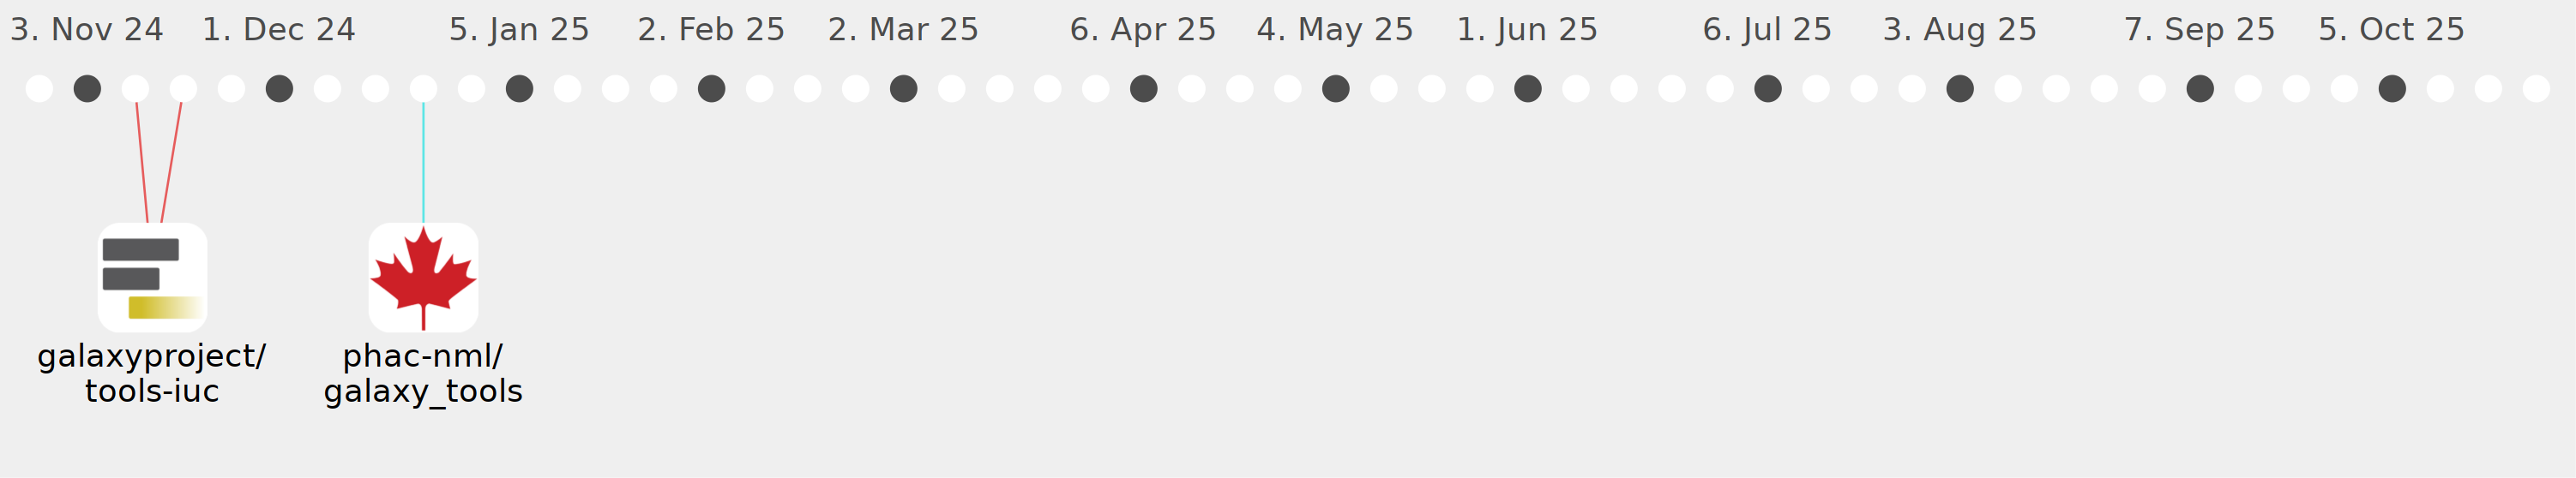 3. Nov 24 1. Dec 24 5. Jan 25 2. Feb 25 2. Mar 25 6. Apr 25 4. May 25 1. Jun 25 6. Jul 25 3. Aug 25 7. Sep 25 5. Oct 25
galaxyproject/
tools-iuc
phac-nml/
galaxy_tools